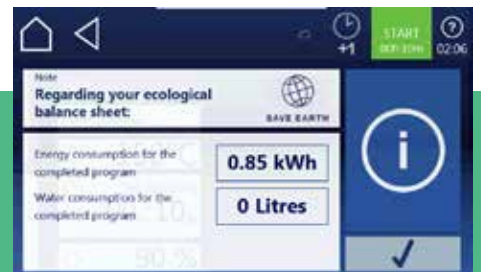 +1
START
02:06
Note
Regarding your ecological
balance sheet:
SAVE EARTH
Energy consumption for the
completed program
0.85 kWh
Water consumption for the
completed program
0 Litres
90 %